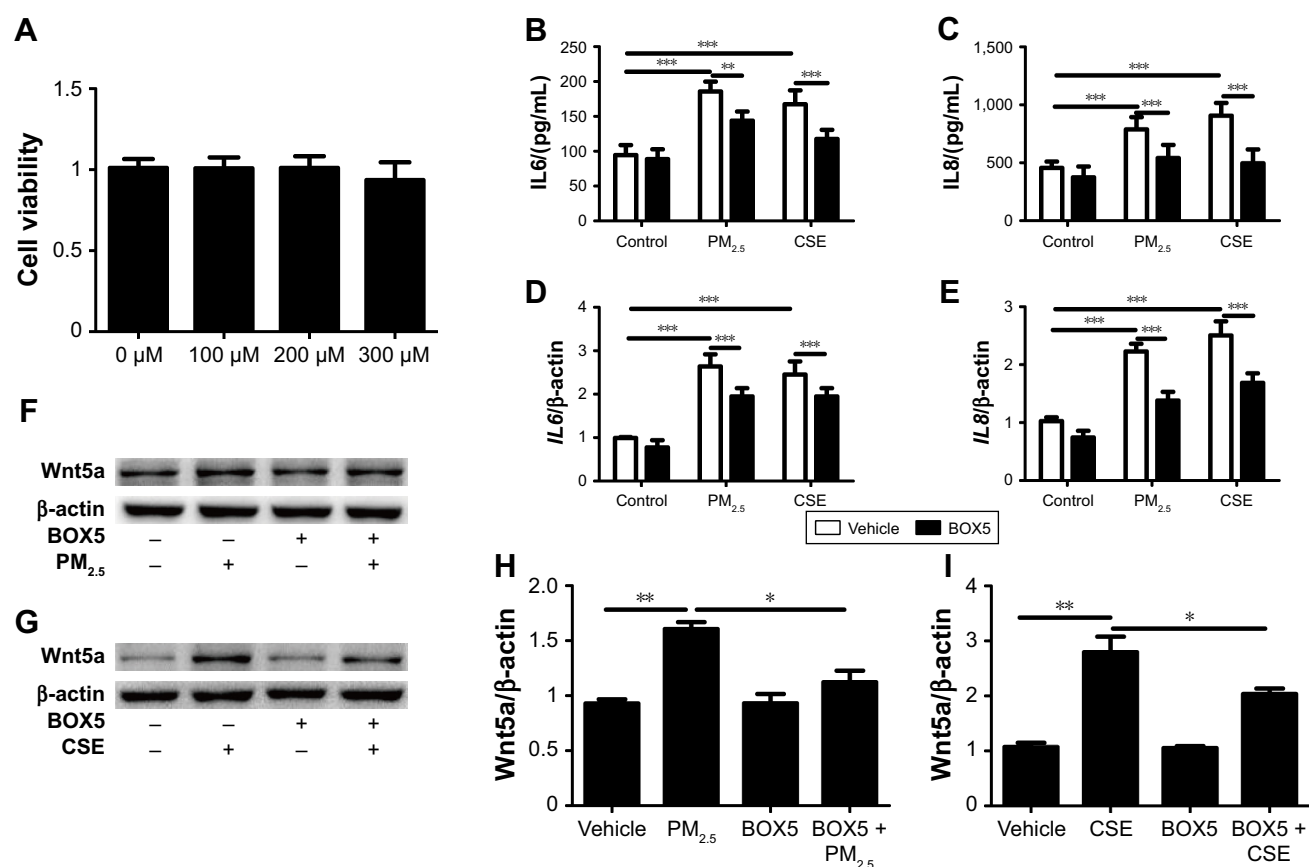 A
Cell viability
1.5
1
0.5
0
0 μM 100 μM 200 μM 300 μM
B
IL6/(pg/mL)
250
200
150
100
50
0
*** *** ** ***
Control PM2.5 CSE
C
IL8/(pg/mL)
1,500
1,000
500
0
*** *** *** ***
Control PM2.5 CSE
D
IL6/β-actin
4
3
2
1
0
*** *** *** ***
Control PM2.5 CSE
E
IL8/β-actin
3
2
1
0
*** *** *** ***
Control PM2.5 CSE
Vehicle BOX5
F
Wnt5a
β-actin
BOX5 – – + +
PM2.5 – + – +
G
Wnt5a
β-actin
BOX5 – – + +
CSE – + – +
H
Wnt5a/β-actin
2.0
1.5
1
0.5
0
** *
Vehicle PM2.5 BOX5 BOX5 +
PM2.5
I
Wnt5a/β-actin
4
3
2
1
0
** *
Vehicle CSE BOX5 BOX5 +
CSE